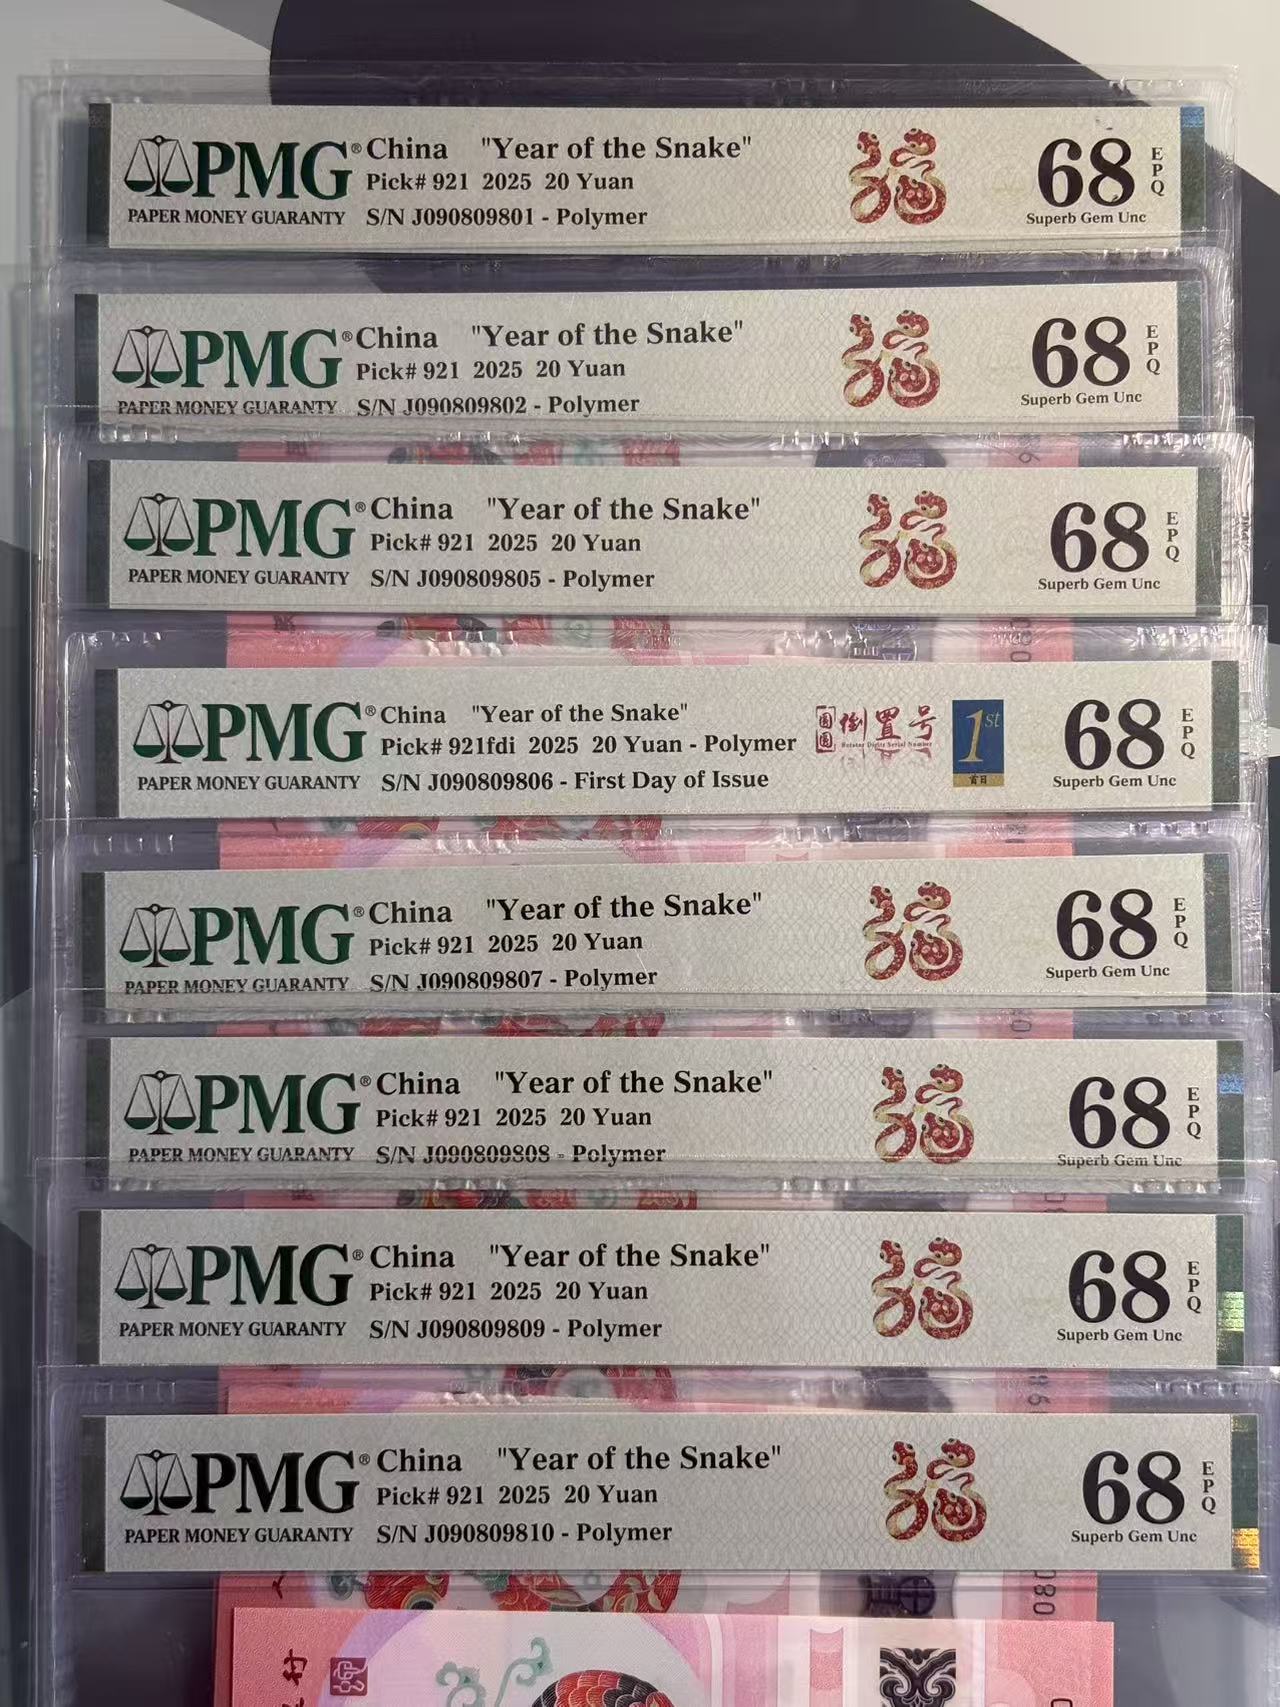 PMG® China "Year of the Snake"
Pick# 921 2025 20 Yuan
PAPER MONEY GUARANTY S/N J090809801 - Polymer
68 EPQ
Superb Gem Unc
PMG® China "Year of the Snake"
Pick# 921 2025 20 Yuan
PAPER MONEY GUARANTY S/N J090809802 - Polymer
68 EPQ
Superb Gem Unc
PMG® China "Year of the Snake"
Pick# 921 2025 20 Yuan
PAPER MONEY GUARANTY S/N J090809805 - Polymer
68 EPQ
Superb Gem Unc
PMG® China "Year of the Snake"
Pick# 921fdi 2025 20 Yuan - Polymer
PAPER MONEY GUARANTY S/N J090809806 - First Day of Issue
倒置号
Rotator Digits Serial Number
1st
首日
68 EPQ
Superb Gem Unc
PMG® China "Year of the Snake"
Pick# 921 2025 20 Yuan
PAPER MONEY GUARANTY S/N J090809807 - Polymer
68 EPQ
Superb Gem Unc
PMG® China "Year of the Snake"
Pick# 921 2025 20 Yuan
PAPER MONEY GUARANTY S/N J090809808 - Polymer
68 EPQ
Superb Gem Unc
PMG® China "Year of the Snake"
Pick# 921 2025 20 Yuan
PAPER MONEY GUARANTY S/N J090809809 - Polymer
68 EPQ
Superb Gem Unc
PMG® China "Year of the Snake"
Pick# 921 2025 20 Yuan
PAPER MONEY GUARANTY S/N J090809810 - Polymer
68 EPQ
Superb Gem Unc
080